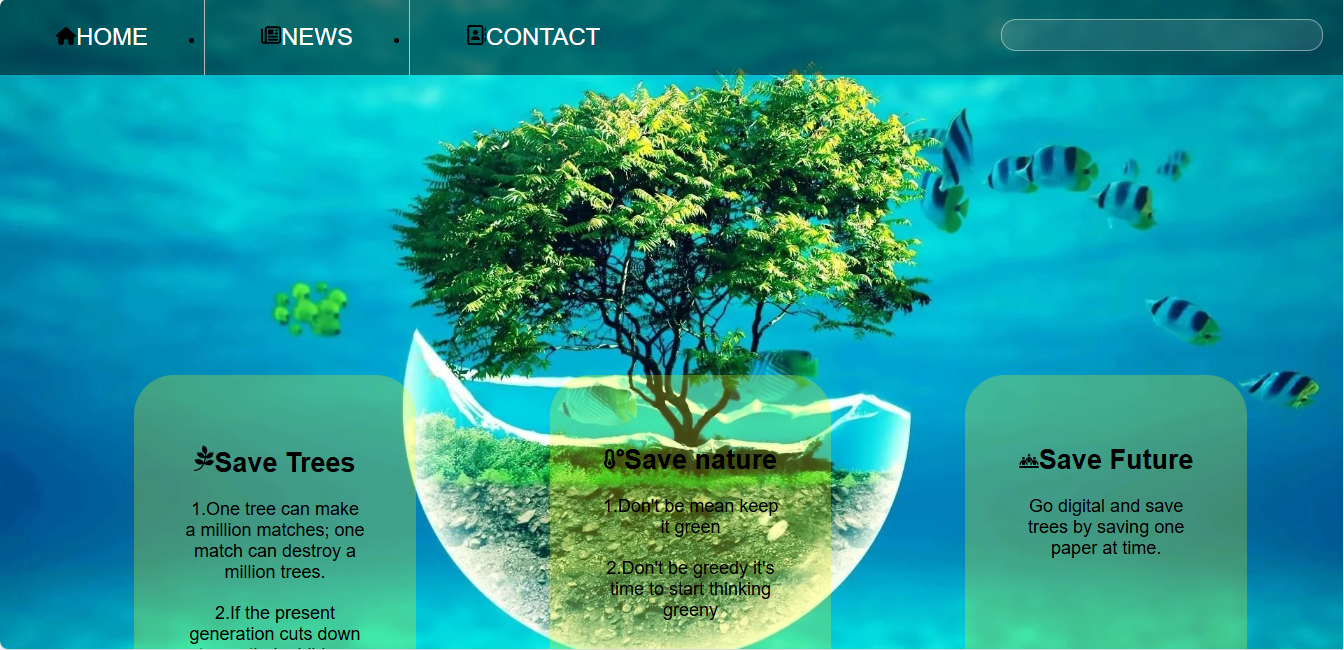 HOME
NEWS
CONTACT
Save Trees
1.One tree can make
a million matches; one
match can destroy a
million trees.
2.If the present
generation cuts down
Save nature
1.Don't be mean keep
it green
2.Don't be greedy it's
time to start thinking
greeny
Save Future
Go digital and save
trees by saving one
paper at time.